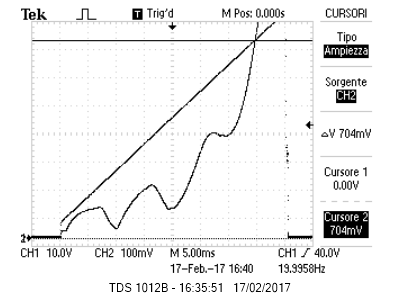 Tek T Trig'd M Pos: 0.000s CURSORI
Tipo
Ampiezza
Sorgente
CH2
△V 704mV
Cursore 1
0.00V
Cursore 2
704mV
2
CH1 10.0V CH2 100mV M 5.00ms CH1 / 40.0V
17-Feb.-17 16:40 13.3958Hz
TDS 1012B - 16:35:51 17/02/2017